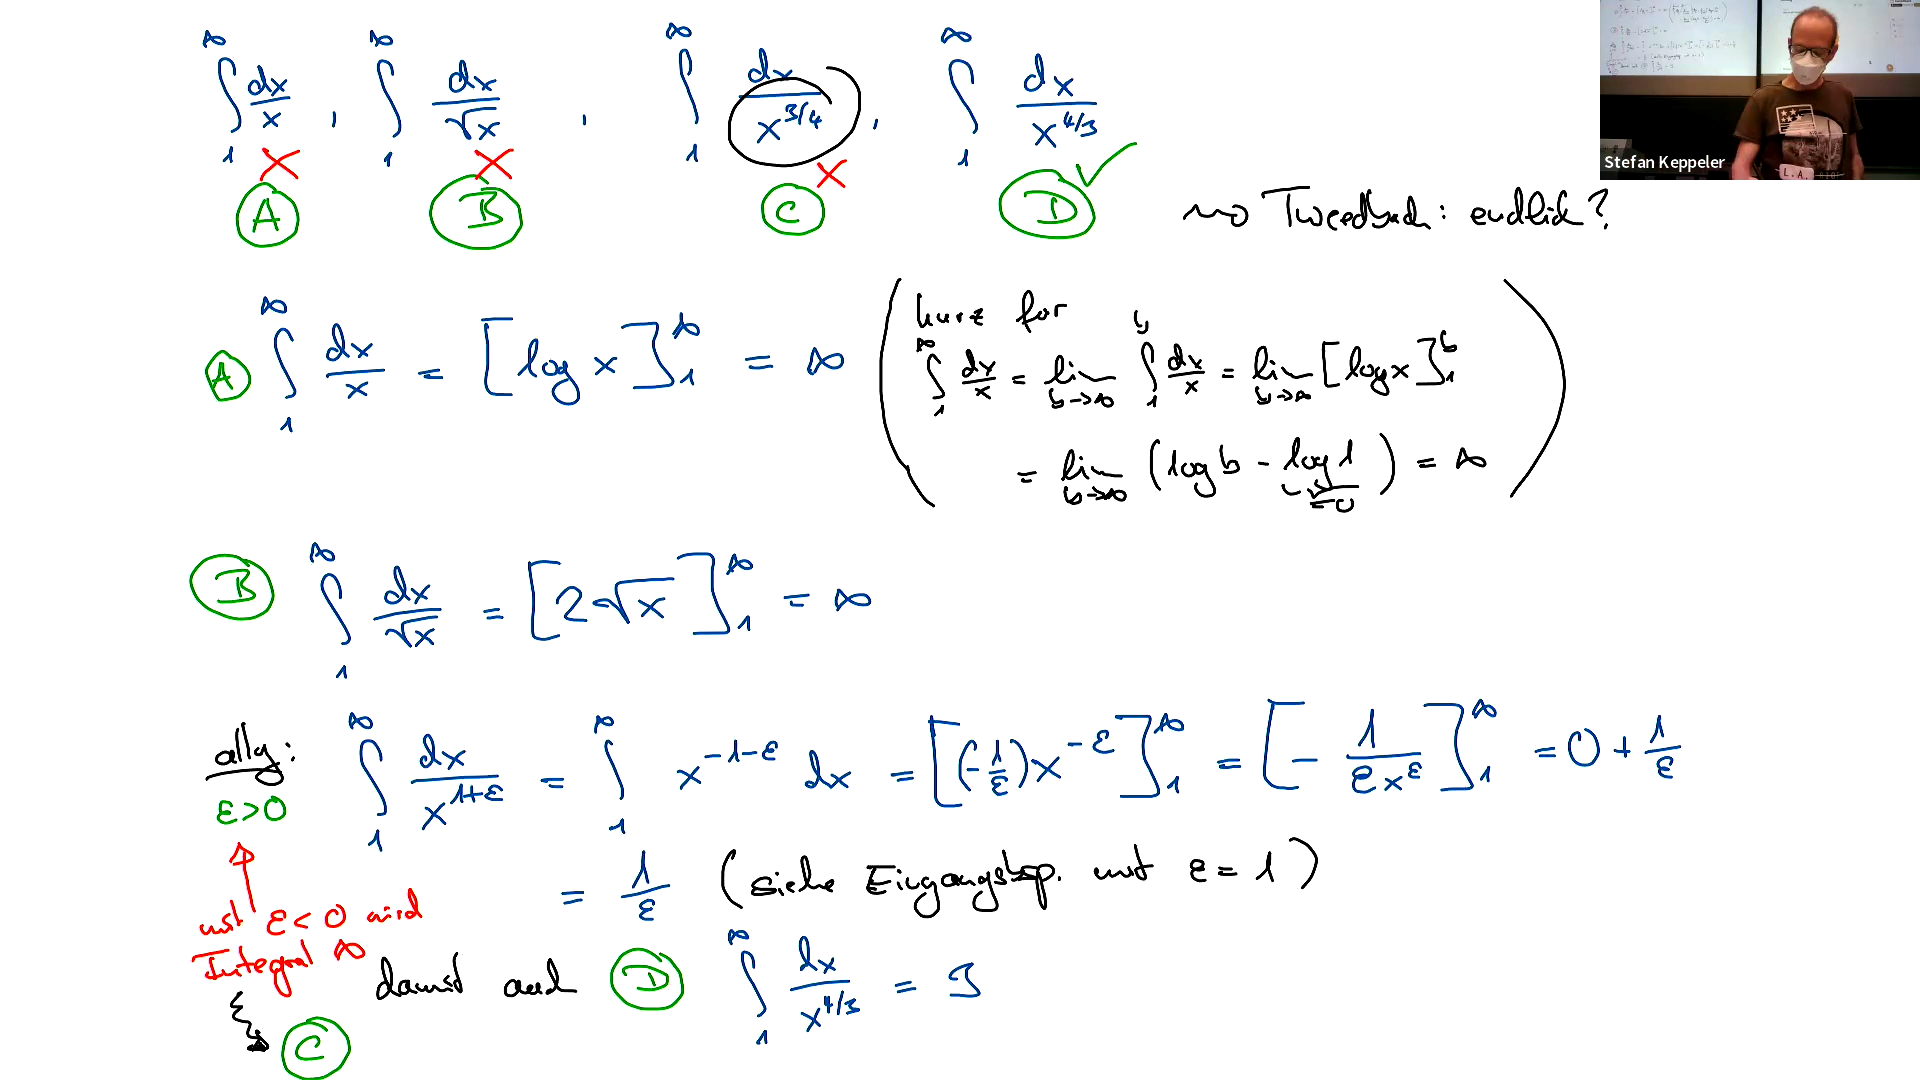 ∫₁^∞ dx/x , ∫₁^∞ dx/√x , ∫₁^∞ dx/x^{3/4} , ∫₁^∞ dx/x^{4/3}
A B C D
Stefan Keppeler
L.A.
⇝ Tweedback: endlich?
A ∫₁^∞ dx/x = [log x]₁^∞ = ∞
(kurz for
∫₁^∞ dx/x = lim_{b→∞} ∫₁^b dx/x = lim_{b→∞} [log x]₁^b
= lim_{b→∞} (log b - log 1) = ∞
=0
B ∫₁^∞ dx/√x = [2√x]₁^∞ = ∞
allg: ∫₁^∞ dx/x^{1+ε} = ∫₁^∞ x^{-1-ε} dx = [(-1/ε)x^{-ε}]₁^∞ = [-1/(εx^ε)]₁^∞ = 0 + 1/ε
ε>0
= 1/ε (siehe Eingangsbsp. mit ε = 1)
mit ε < 0 wird
Integral ∞
C
damit auch D ∫₁^∞ dx/x^{4/3} = 3